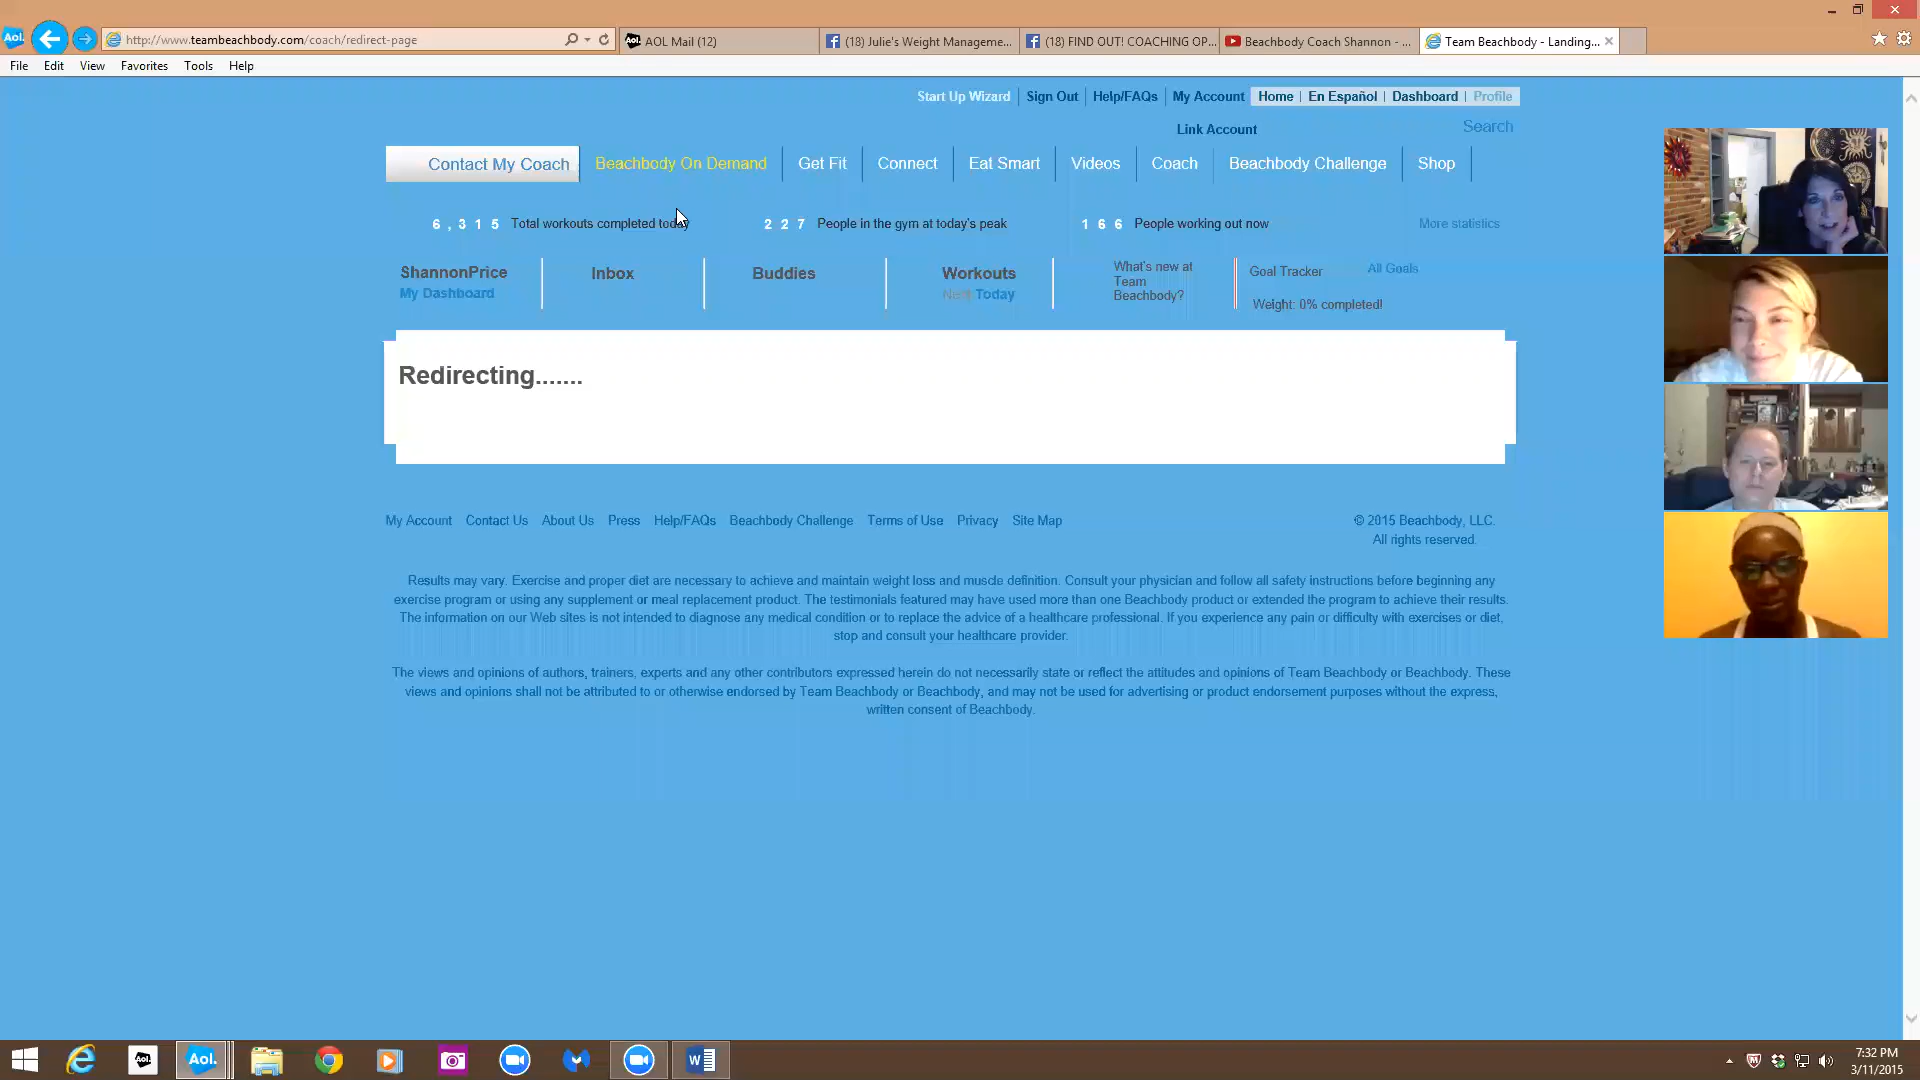 Aol.
http://www.teambeachbody.com/coach/redirect-page
Aol.
AOL Mail (12)
(18) Julie's Weight Manageme...
(18) FIND OUT! COACHING OP...
Beachbody Coach Shannon - ...
Team Beachbody - Landing...
File Edit View Favorites Tools Help
Start Up Wizard Sign Out Help/FAQs My Account Home En Español Dashboard Profile
Link Account
Search
Contact My Coach Beachbody On Demand Get Fit Connect Eat Smart Videos Coach Beachbody Challenge Shop
6,315 Total workouts completed today 227 People in the gym at today's peak 166 People working out now More statistics
ShannonPrice
My Dashboard
Inbox
Buddies
Workouts
Today
What's new at
Team
Beachbody?
Goal Tracker All Goals
Weight: 0% completed!
Redirecting.......
My Account Contact Us About Us Press Help/FAQs Beachbody Challenge Terms of Use Privacy Site Map
© 2015 Beachbody, LLC.
All rights reserved.
Results may vary. Exercise and proper diet are necessary to achieve and maintain weight loss and muscle definition. Consult your physician and follow all safety instructions before beginning any
exercise program or using any supplement or meal replacement product. The testimonials featured may have used more than one Beachbody product or extended the program to achieve their results.
The information on our Web sites is not intended to diagnose any medical condition or to replace the advice of a healthcare professional. If you experience any pain or difficulty with exercises or diet,
stop and consult your healthcare provider.
The views and opinions of authors, trainers, experts and any other contributors expressed herein do not necessarily state or reflect the attitudes and opinions of Team Beachbody or Beachbody. These
views and opinions shall not be attributed to or otherwise endorsed by Team Beachbody or Beachbody, and may not be used for advertising or product endorsement purposes without the express,
written consent of Beachbody.
Aol.
Aol.
7:32 PM
3/11/2015